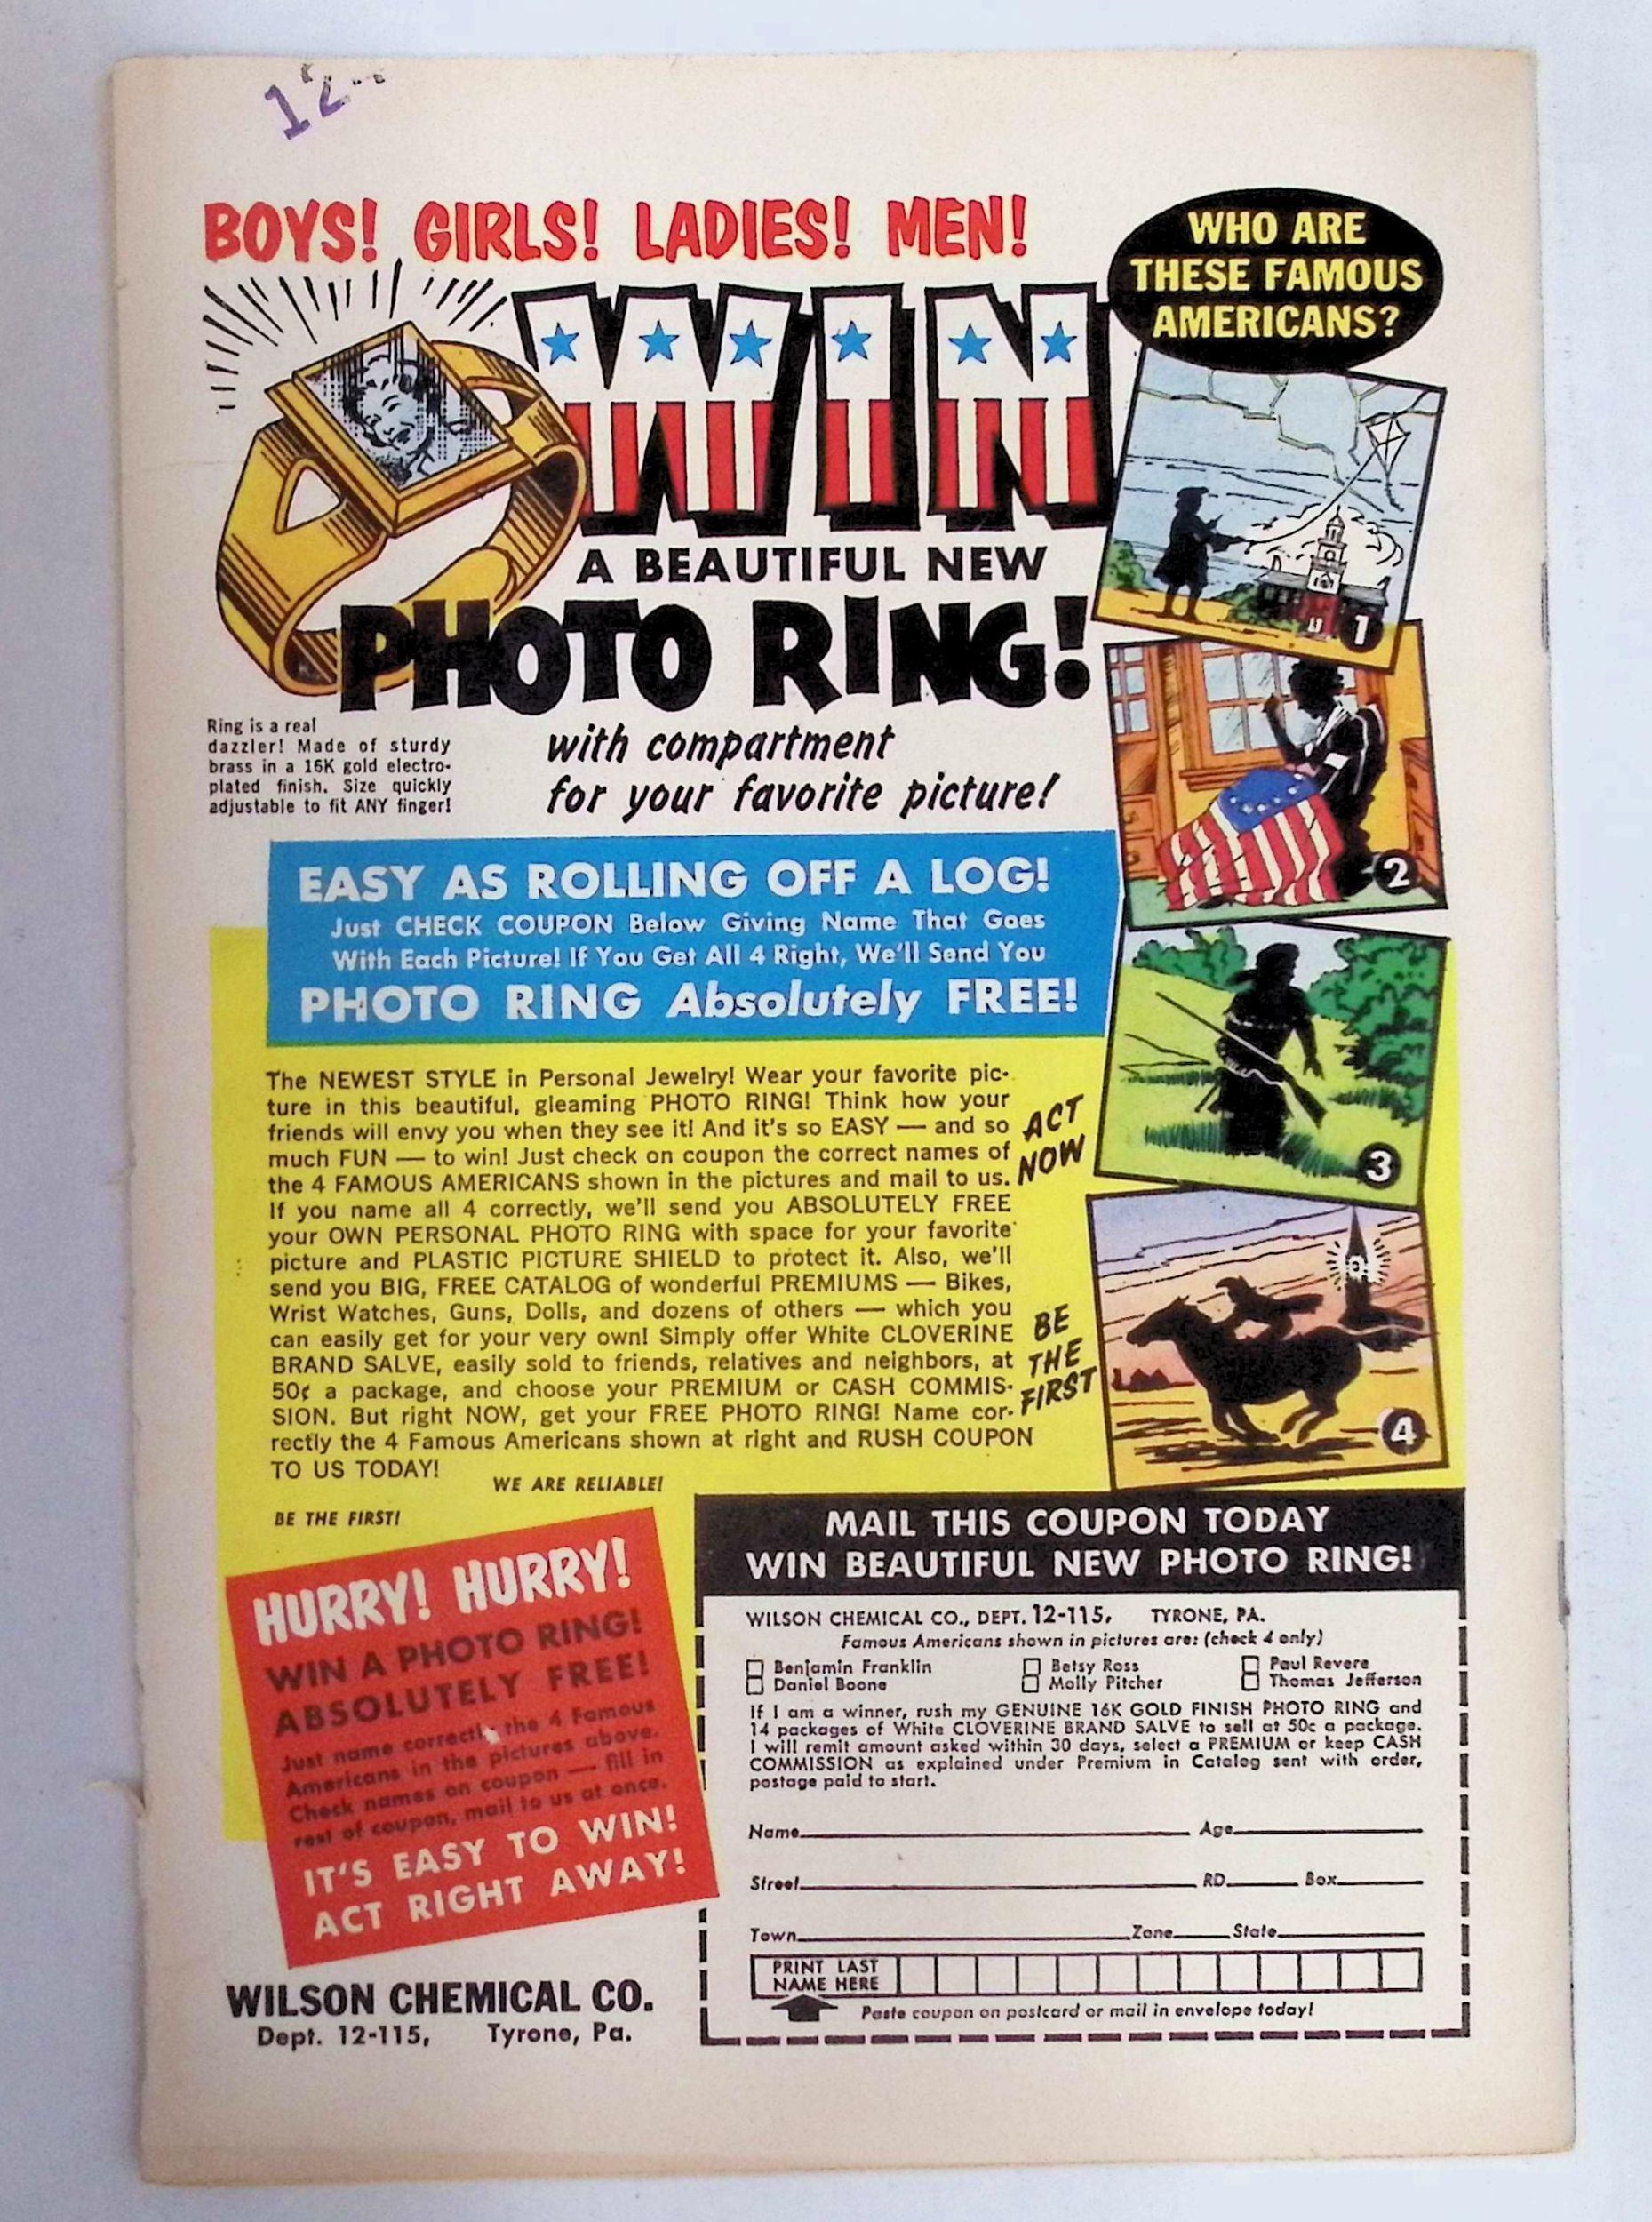 12
BOYS! GIRLS! LADIES! MEN!
WIN
A BEAUTIFUL NEW
PHOTO RING!
with compartment
for your favorite picture!
Ring is a real
dazzler! Made of sturdy
brass in a 16K gold electro-
plated finish. Size quickly
adjustable to fit ANY finger!
WHO ARE
THESE FAMOUS
AMERICANS?
1
2
3
4
EASY AS ROLLING OFF A LOG!
Just CHECK COUPON Below Giving Name That Goes
With Each Picture! If You Get All 4 Right, We'll Send You
PHOTO RING Absolutely FREE!
The NEWEST STYLE in Personal Jewelry! Wear your favorite pic-
ture in this beautiful, gleaming PHOTO RING! Think how your
friends will envy you when they see it! And it's so EASY — and so
much FUN — to win! Just check on coupon the correct names of
the 4 FAMOUS AMERICANS shown in the pictures and mail to us.
If you name all 4 correctly, we'll send you ABSOLUTELY FREE
your OWN PERSONAL PHOTO RING with space for your favorite
picture and PLASTIC PICTURE SHIELD to protect it. Also, we'll
send you BIG, FREE CATALOG of wonderful PREMIUMS — Bikes,
Wrist Watches, Guns, Dolls, and dozens of others — which you
can easily get for your very own! Simply offer White CLOVERINE
BRAND SALVE, easily sold to friends, relatives and neighbors, at
50¢ a package, and choose your PREMIUM or CASH COMMIS-
SION. But right NOW, get your FREE PHOTO RING! Name cor-
rectly the 4 Famous Americans shown at right and RUSH COUPON
TO US TODAY!
ACT
NOW
BE
THE
FIRST
WE ARE RELIABLE!
BE THE FIRST!
HURRY! HURRY!
WIN A PHOTO RING!
ABSOLUTELY FREE!
Just name correctly the 4 Famous
Americans in the pictures above.
Check names on coupon — fill in
rest of coupon, mail to us at once.
IT'S EASY TO WIN!
ACT RIGHT AWAY!
WILSON CHEMICAL CO.
Dept. 12-115, Tyrone, Pa.
MAIL THIS COUPON TODAY
WIN BEAUTIFUL NEW PHOTO RING!
WILSON CHEMICAL CO., DEPT. 12-115, TYRONE, PA.
Famous Americans shown in pictures are: (check 4 only)
Benjamin Franklin Betsy Ross Paul Revere
Daniel Boone Molly Pitcher Thomas Jefferson
If I am a winner, rush my GENUINE 16K GOLD FINISH PHOTO RING and
14 packages of White CLOVERINE BRAND SALVE to sell at 50c a package.
I will remit amount asked within 30 days, select a PREMIUM or keep CASH
COMMISSION as explained under Premium in Catalog sent with order,
postage paid to start.
Name Age
Street RD Box
Town Zone State
PRINT LAST
NAME HERE
Paste coupon on postcard or mail in envelope today!